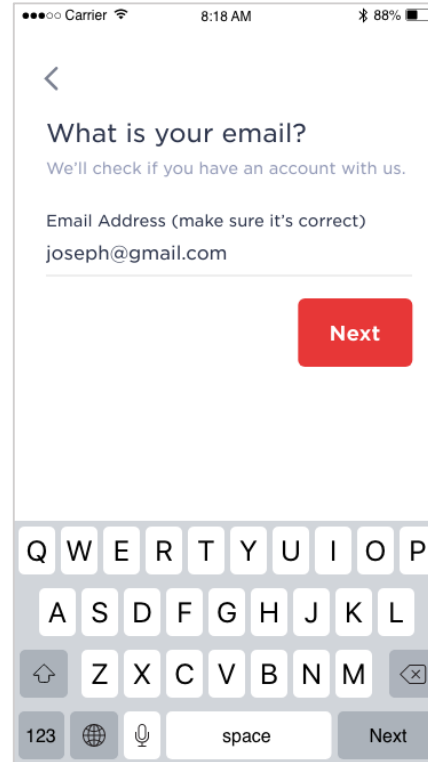 ●●●○○ Carrier 8:18 AM 88%
What is your email?
We'll check if you have an account with us.
Email Address (make sure it's correct)
joseph@gmail.com
Next
Q W E R T Y U I O P
A S D F G H J K L
Z X C V B N M
123 space Next